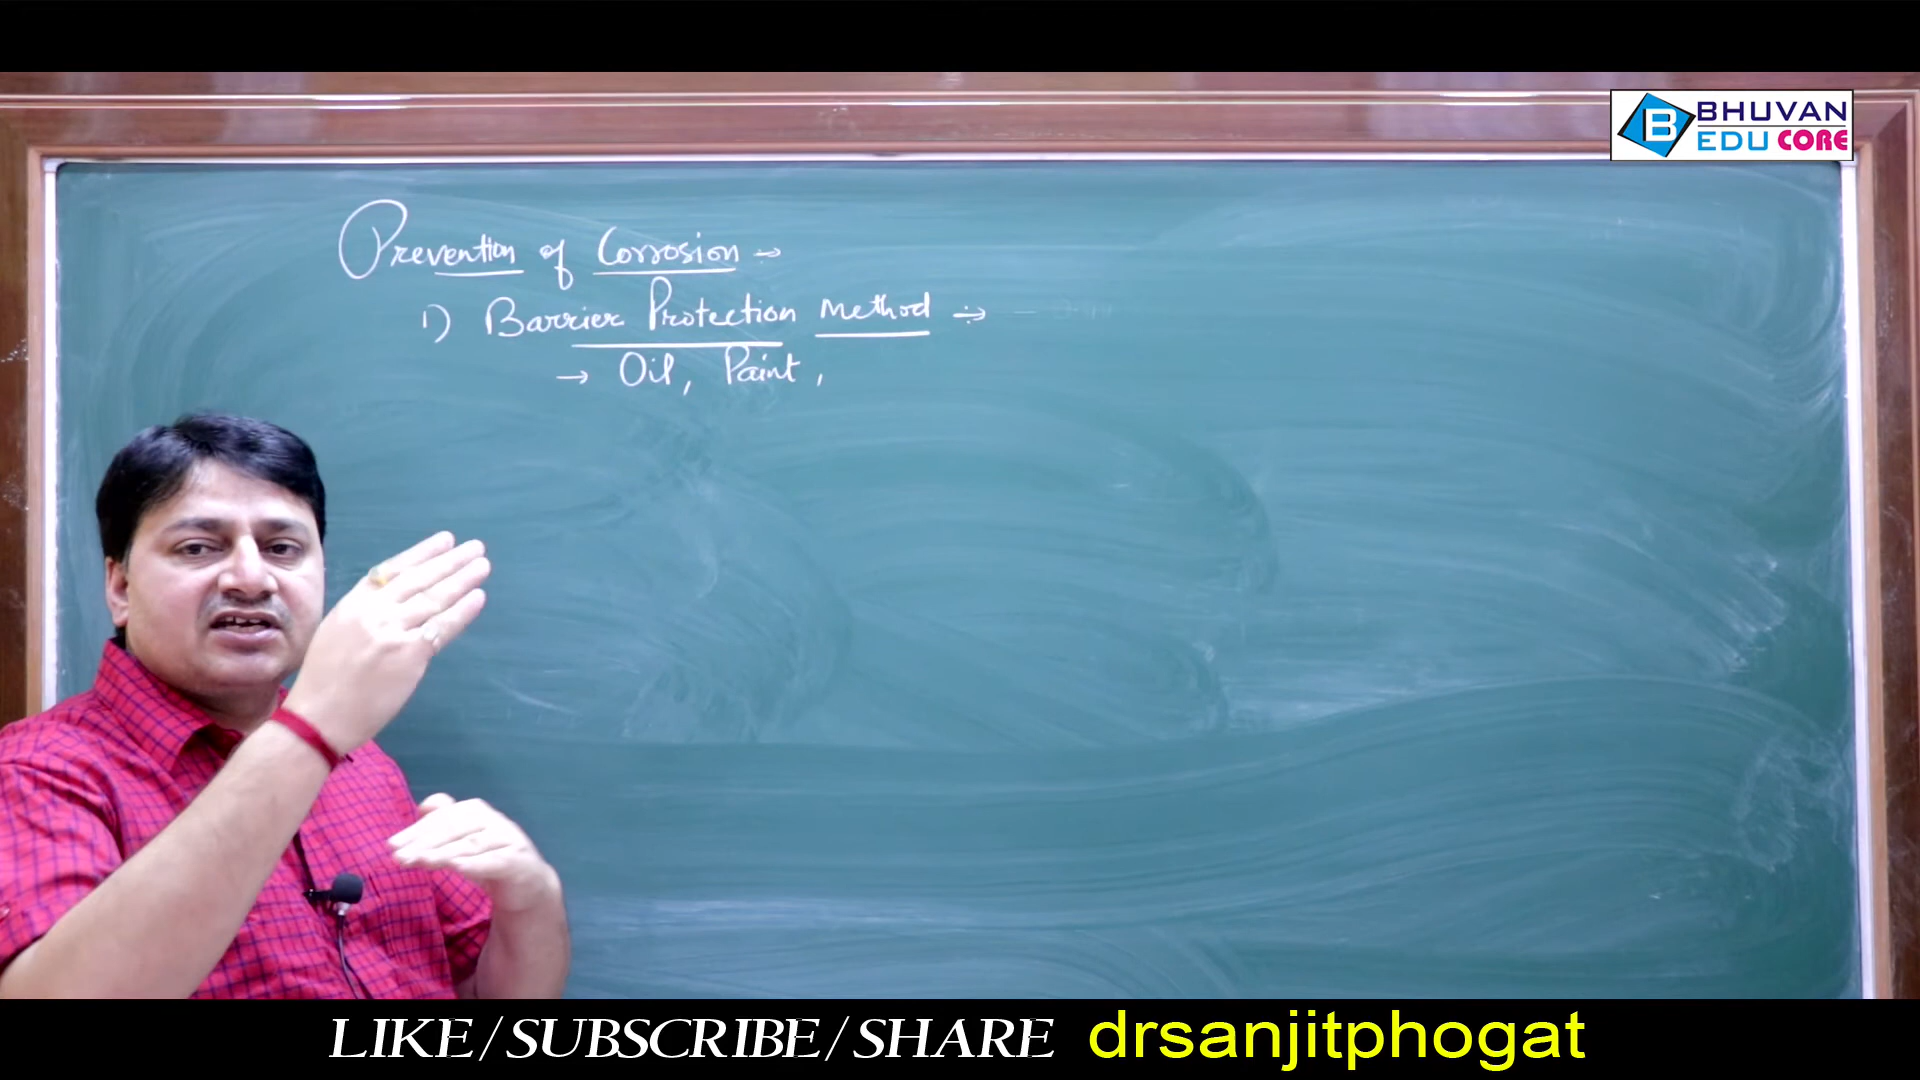 BHUVAN
B
EDU CORE
Prevention of Corrosion →
1) Barrier Protection Method ÷→
→ Oil, Paint,
LIKE/SUBSCRIBE/SHARE drsanjitphogat